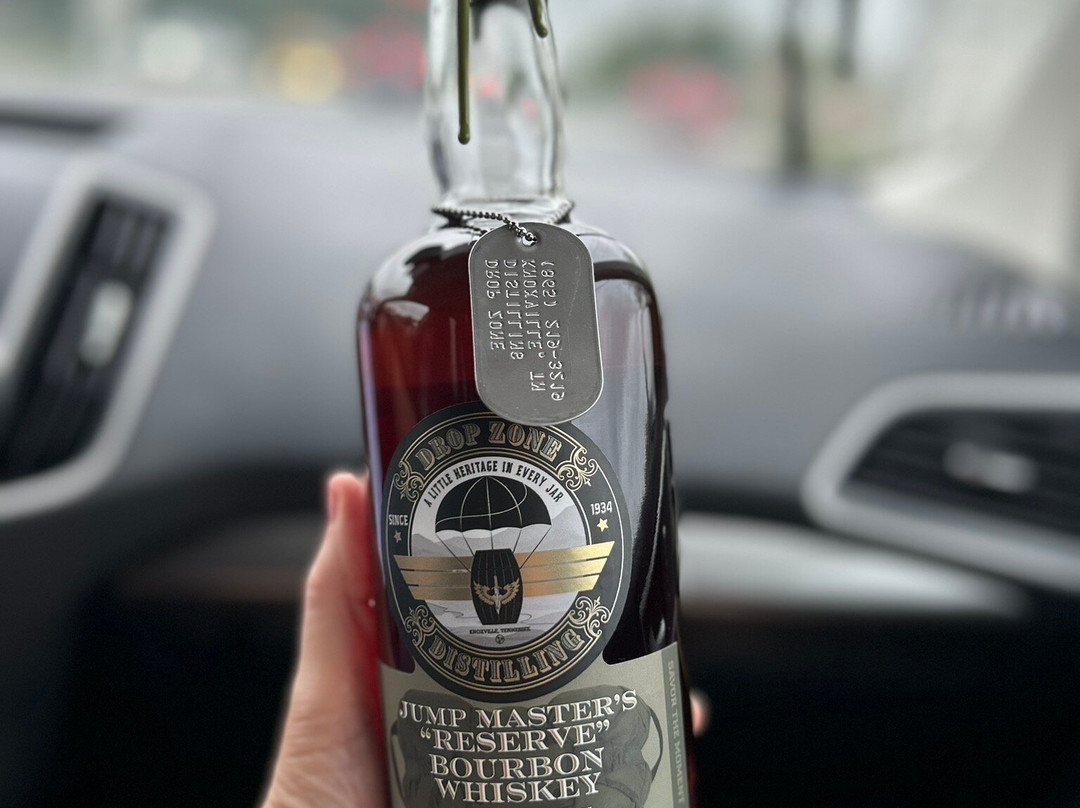 DROP ZONE
DISTILLING
KNOXVILLE, TN
(865)
DROP ZONE
A LITTLE HERITAGE IN EVERY JAR
SINCE 1934
KNOXVILLE, TENNESSEE
DISTILLING
JUMP MASTER'S
“RESERVE”
BOURBON
WHISKEY
SAVOR THE MOMENT